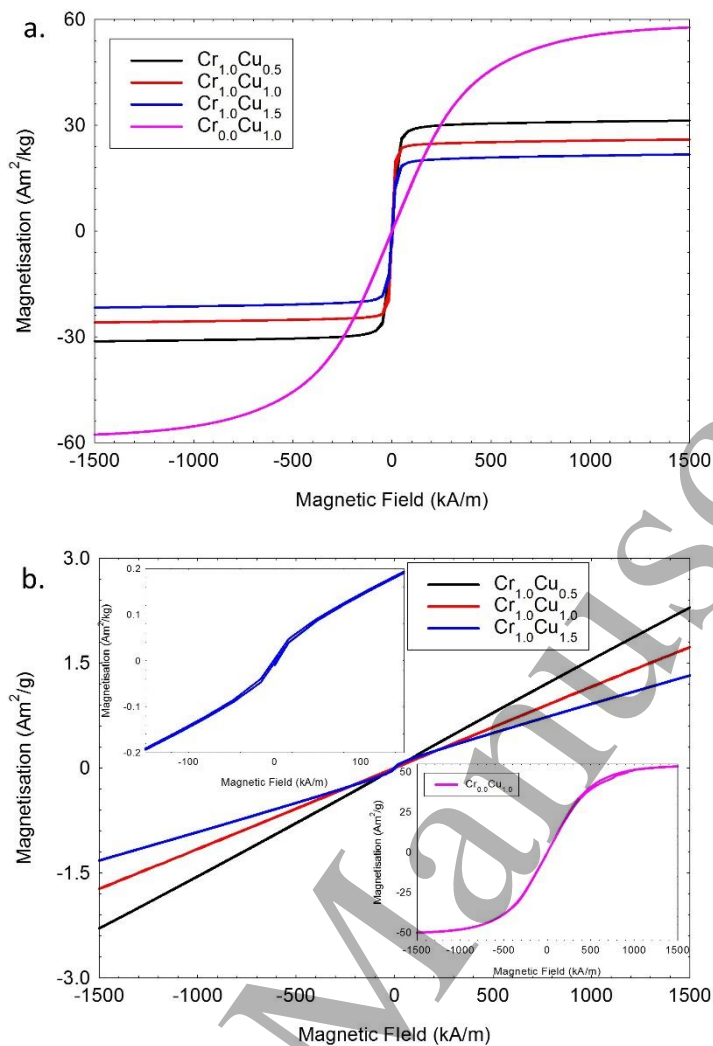 a.
60
30
0
-30
-60
Magnetisation (Am²/kg)
Cr₁.₀Cu₀.₅
Cr₁.₀Cu₁.₀
Cr₁.₀Cu₁.₅
Cr₀.₀Cu₁.₀
-1500 -1000 -500 0 500 1000 1500
Magnetic Field (kA/m)
b.
3.0
1.5
0
-1.5
-3.0
Magnetisation (Am²/g)
0.2
0.1
0
-0.1
-0.2
Magnetisation (Am²/kg)
-100 0 100
Magnetic Field (kA/m)
Cr₁.₀Cu₀.₅
Cr₁.₀Cu₁.₀
Cr₁.₀Cu₁.₅
50
25
0
-25
-50
Magnetisation (Am²/g)
Cr₀.₀Cu₁.₀
-1500 -1000 -500 0 500 1000 1500
Magnetic Field (kA/m)
-1500 -1000 -500 0 500 1000 1500
Magnetic Field (kA/m)
Manusc